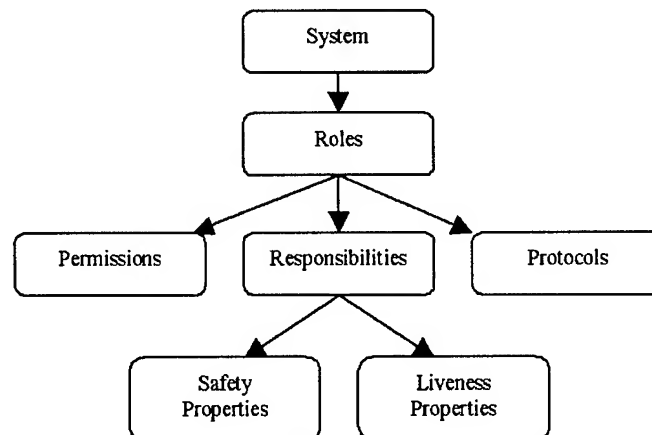 System
Roles
Permissions
Responsibilities
Protocols
Safety
Properties
Liveness
Properties